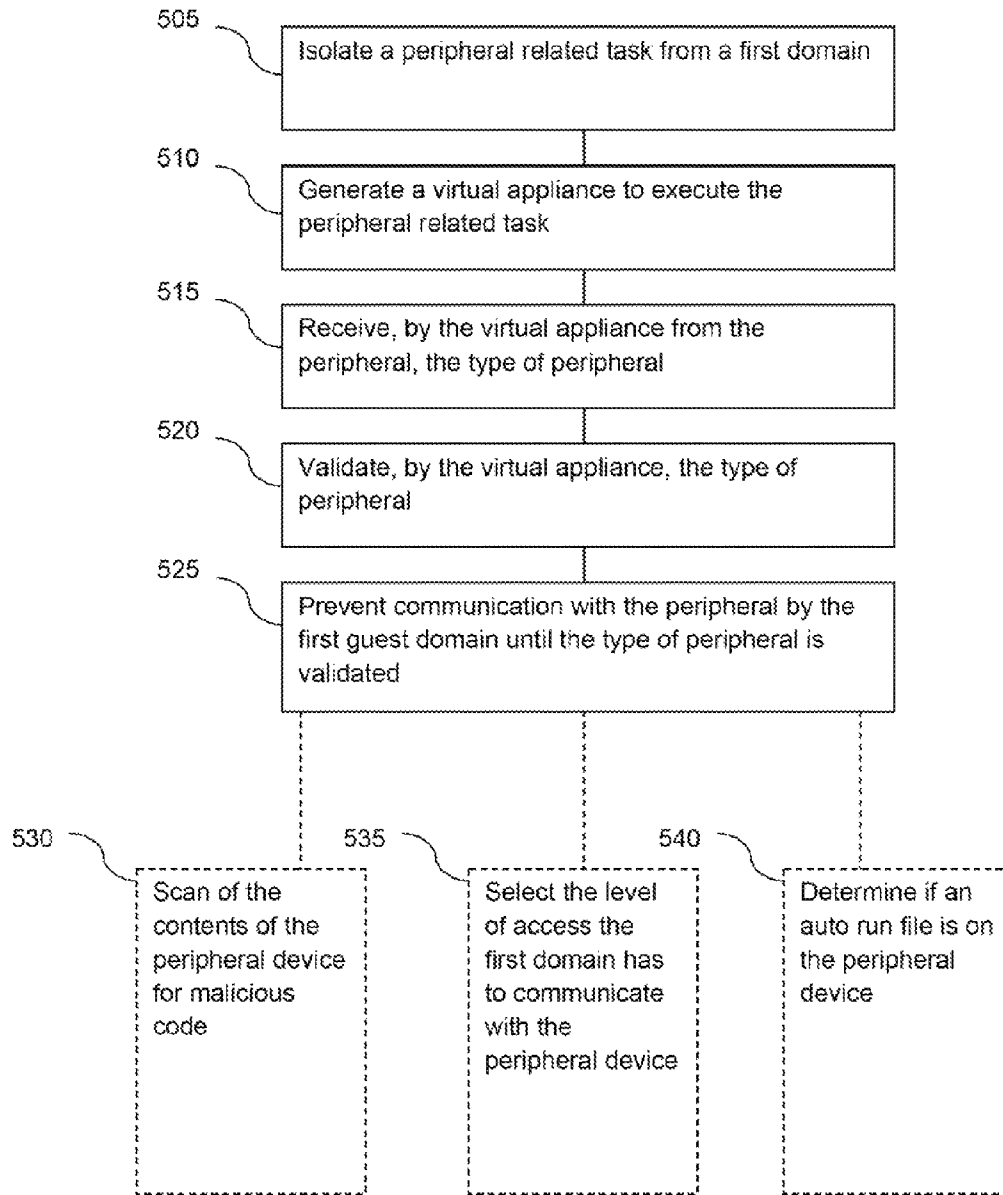 505
Isolate a peripheral related task from a first domain
510
Generate a virtual appliance to execute the
peripheral related task
515
Receive, by the virtual appliance from the
peripheral, the type of peripheral
520
Validate, by the virtual appliance, the type of
peripheral
525
Prevent communication with the peripheral by the
first guest domain until the type of peripheral is
validated
530
Scan of the
contents of the
peripheral device
for malicious
code
535
Select the level
of access the
first domain has
to communicate
with the
peripheral device
540
Determine if an
auto run file is on
the peripheral
device